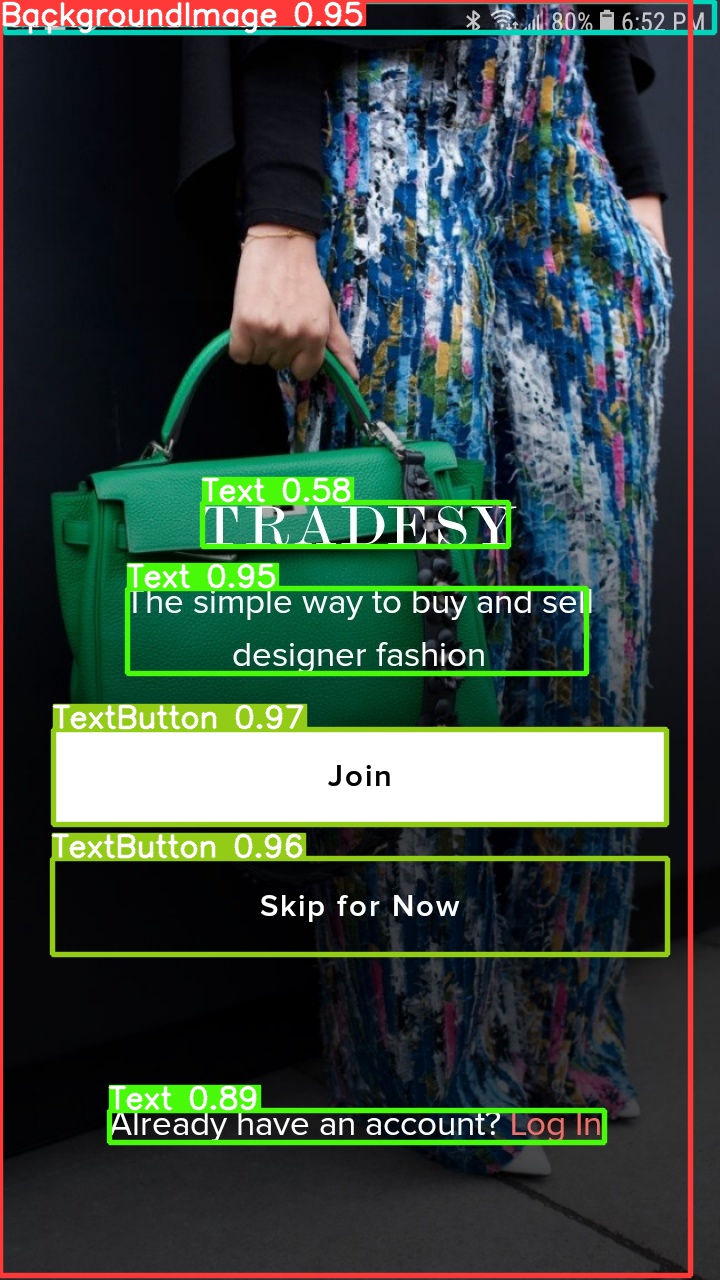 BackgroundImage 0.95
80% 6:52 PM
Text 0.58
TRADESY
Text 0.95
The simple way to buy and sell
designer fashion
TextButton 0.97
Join
TextButton 0.96
Skip for Now
Text 0.89
Already have an account? Log In